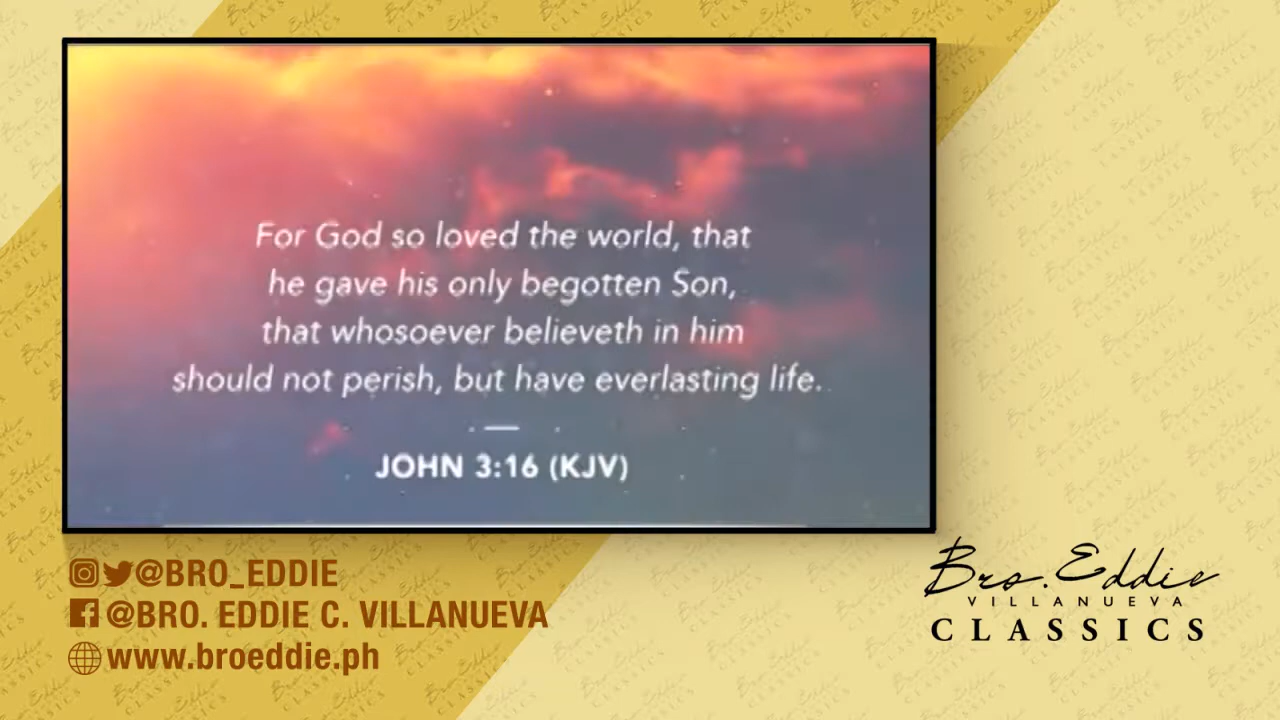 For God so loved the world, that
he gave his only begotten Son,
that whosoever believeth in him
should not perish, but have everlasting life.
JOHN 3:16 (KJV)
@BRO_EDDIE
@BRO. EDDIE C. VILLANUEVA
www.broeddie.ph
Bro. Eddie
VILLANUEVA
CLASSICS